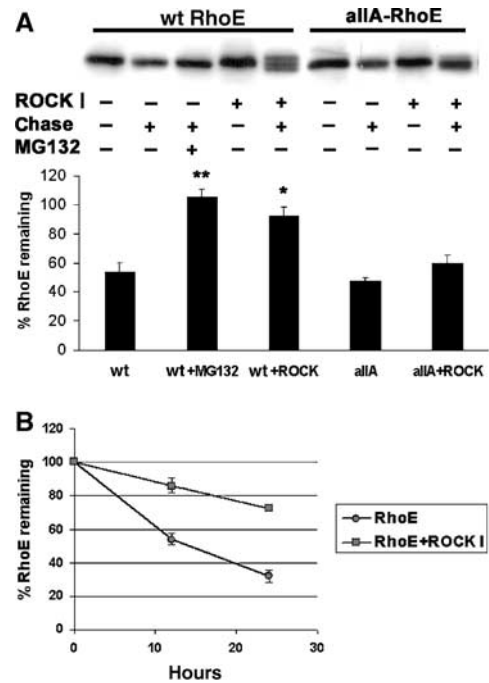 A
wt RhoE allA-RhoE
ROCK I – – – + + – – + +
Chase – + + – + – + – +
MG132 – – + – – – – – –
% RhoE remaining
120
100
80
60
40
20
0
** *
wt wt +MG132 wt +ROCK allA allA+ROCK
B
% RhoE remaining
120
100
80
60
40
20
0
0 10 20 30
Hours
RhoE
RhoE+ROCK I